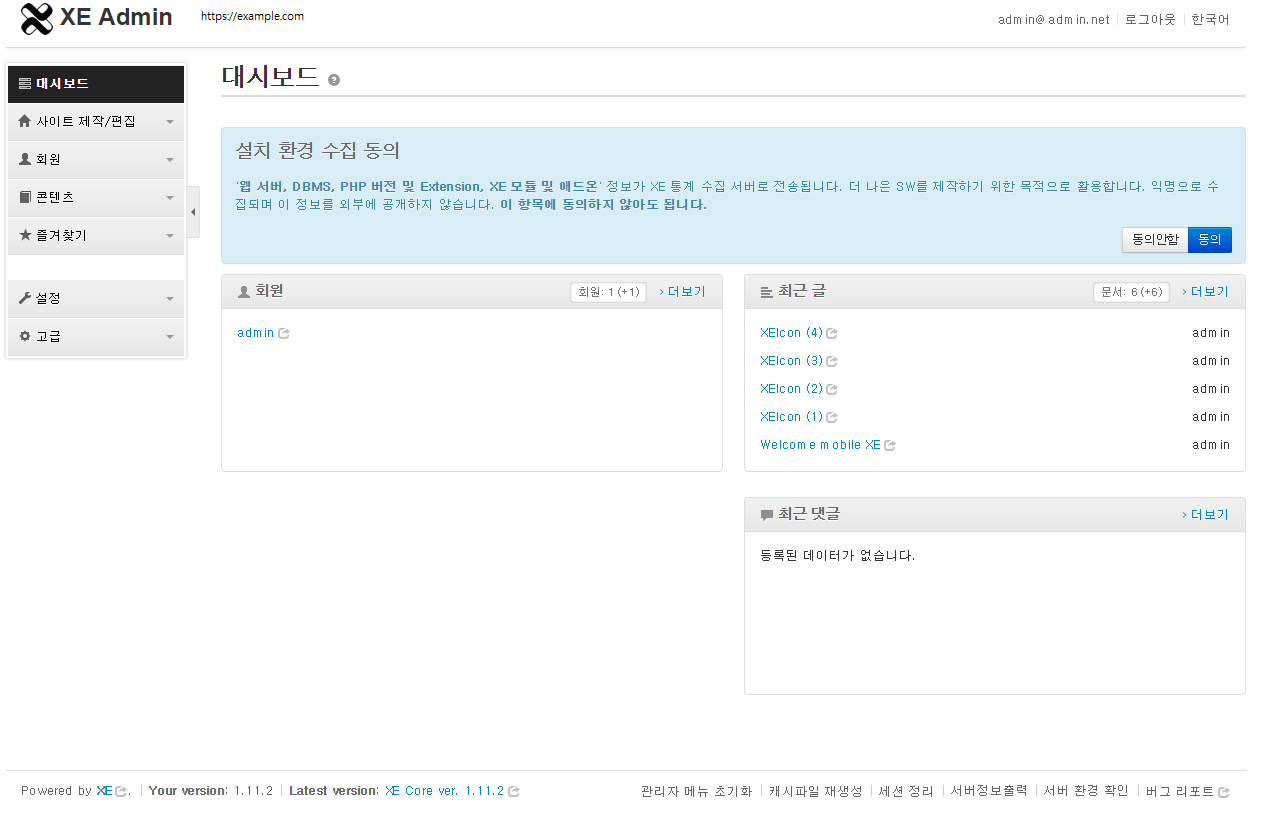 XE Admin https://example.com admin@admin.net 로그아웃 한국어
대시보드
사이트 제작/편집
회원
콘텐츠
즐겨찾기
설정
고급
대시보드
설치 환경 수집 동의
'웹 서버, DBMS, PHP 버전 및 Extension, XE 모듈 및 애드온' 정보가 XE 통계 수집 서버로 전송됩니다. 더 나은 SW를 제작하기 위한 목적으로 활용합니다. 익명으로 수
집되며 이 정보를 외부에 공개하지 않습니다. 이 항목에 동의하지 않아도 됩니다.
동의안함 동의
회원 회원: 1 (+1) › 더보기
admin
최근 글 문서: 6 (+6) › 더보기
XEIcon (4) admin
XEIcon (3) admin
XEIcon (2) admin
XEIcon (1) admin
Welcome mobile XE admin
최근 댓글 › 더보기
등록된 데이터가 없습니다.
Powered by XE. Your version: 1.11.2 Latest version: XE Core ver. 1.11.2 관리자 메뉴 초기화 캐시파일 재생성 세션 정리 서버정보출력 서버 환경 확인 버그 리포트